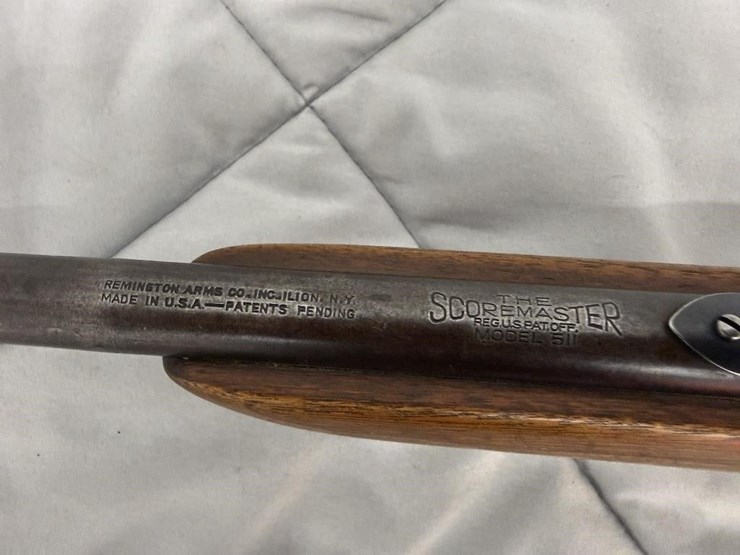 REMINGTON ARMS CO. INC. ILION, N.Y.
MADE IN U.S.A.—PATENTS PENDING
THE
SCOREMASTER
REG.U.S.PAT.OFF.
MODEL 511